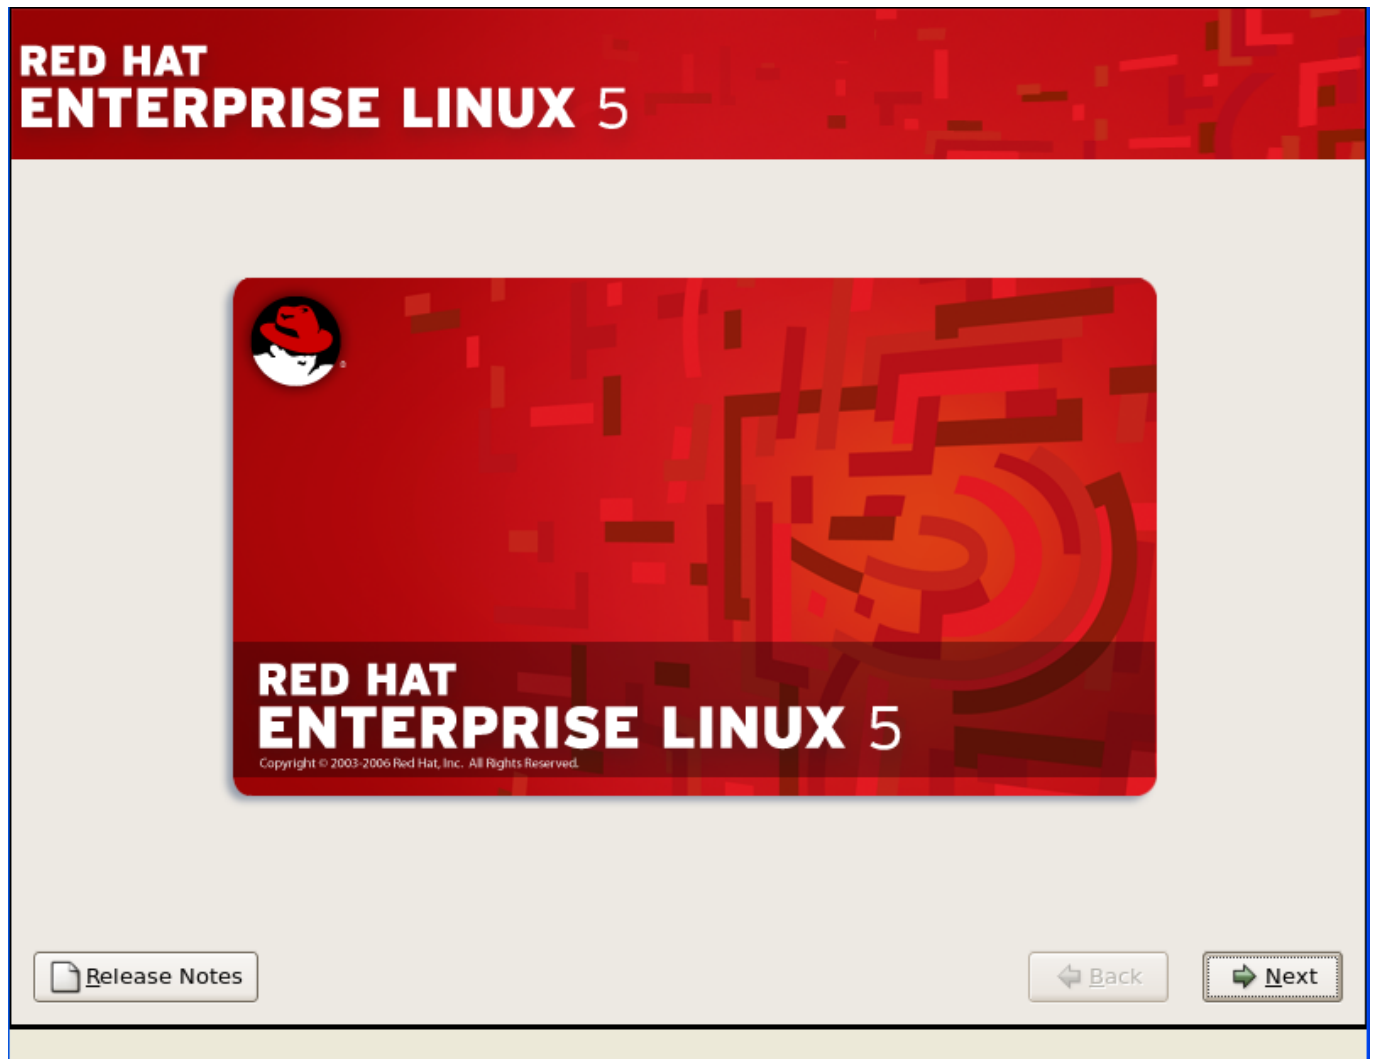 RED HAT
ENTERPRISE LINUX 5
RED HAT
ENTERPRISE LINUX 5
Copyright © 2003-2006 Red Hat, Inc. All Rights Reserved.
Release Notes
Back
Next